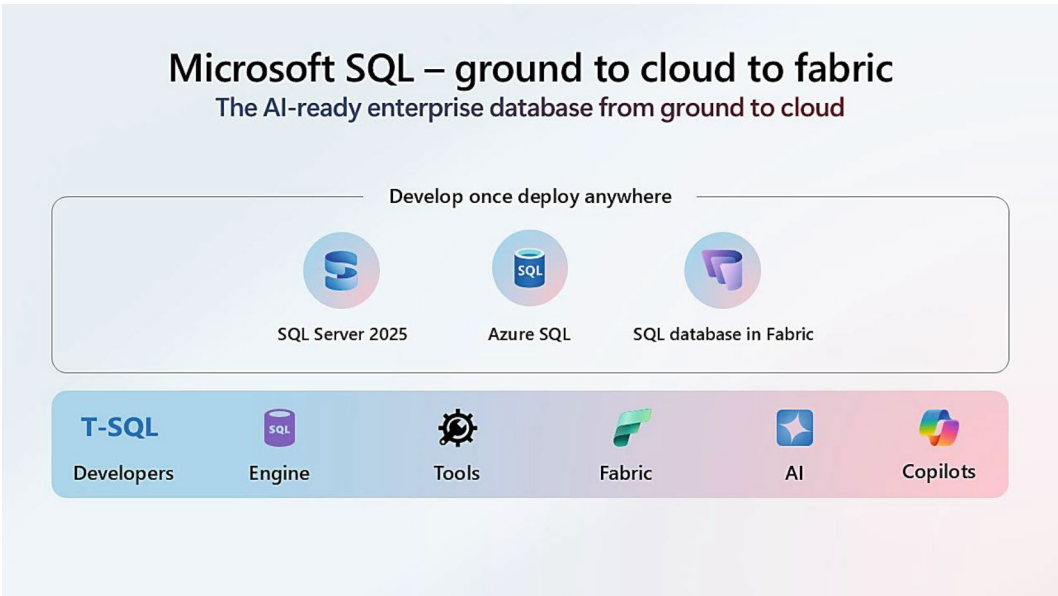 Microsoft SQL – ground to cloud to fabric
The AI-ready enterprise database from ground to cloud
Develop once deploy anywhere
SQL
SQL Server 2025
Azure SQL
SQL database in Fabric
T-SQL
SQL
Developers
Engine
Tools
Fabric
AI
Copilots